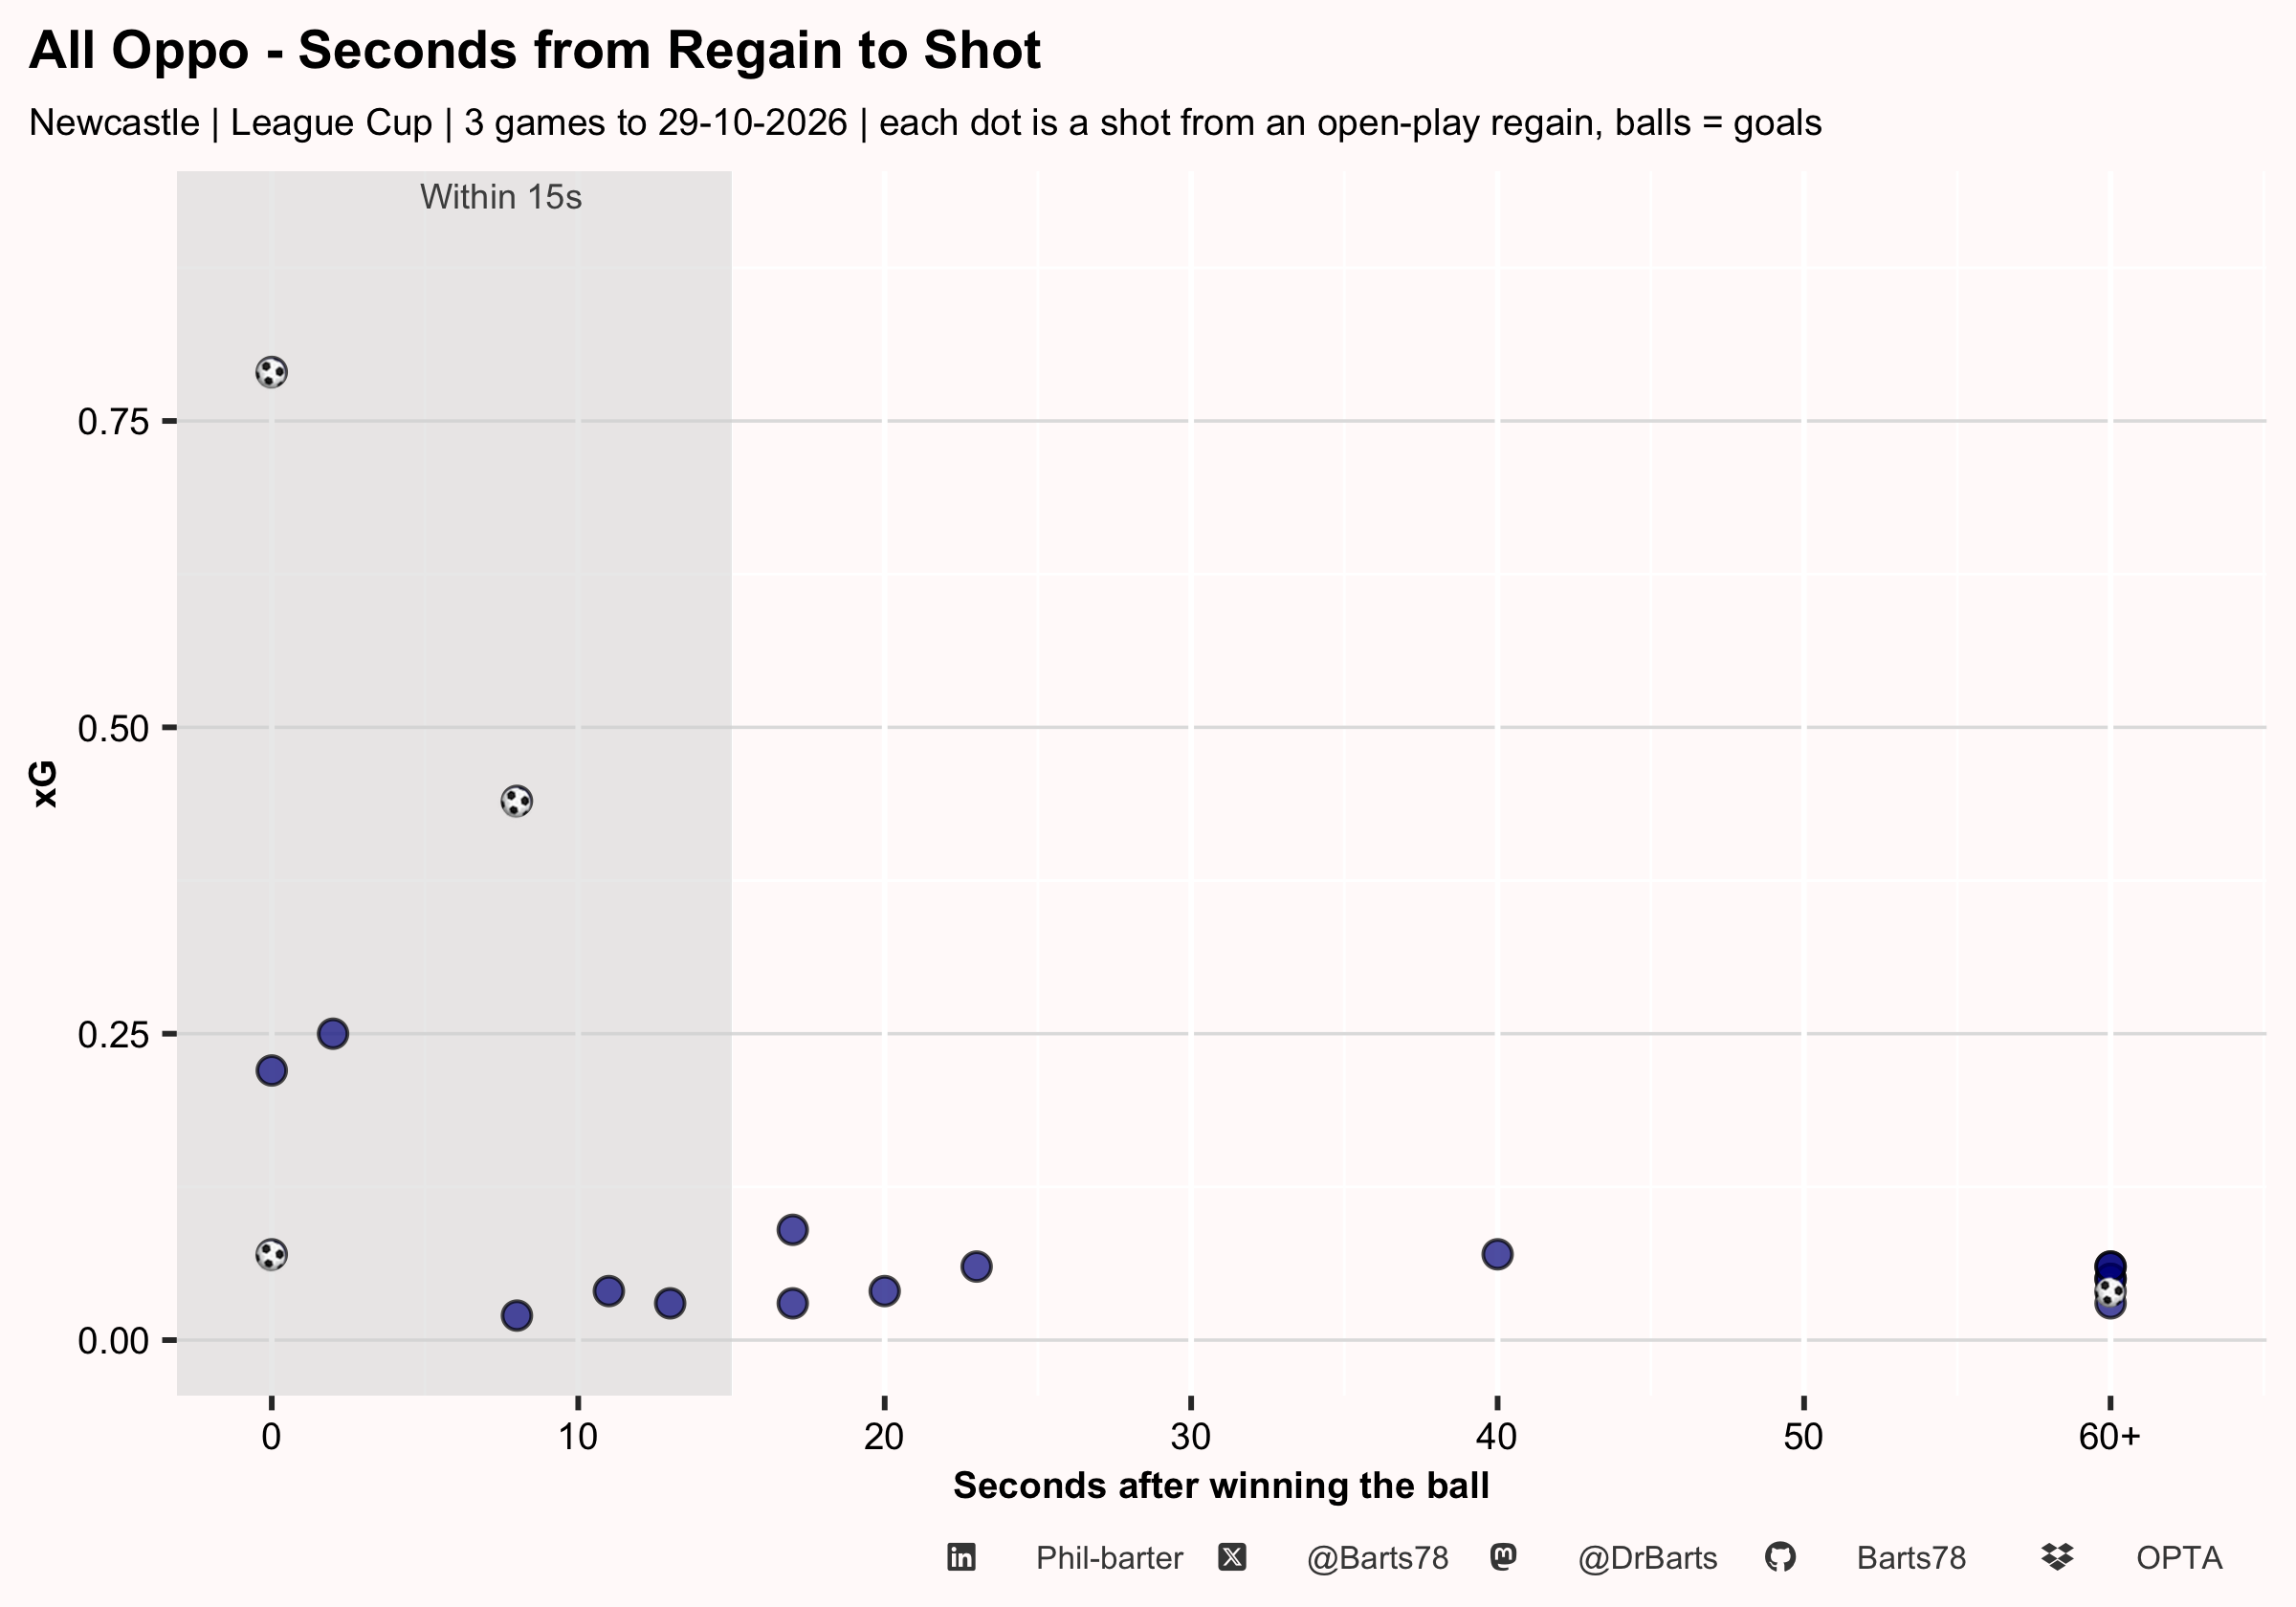 All Oppo - Seconds from Regain to Shot
Newcastle | League Cup | 3 games to 29-10-2026 | each dot is a shot from an open-play regain, balls = goals
Within 15s
0.75
0.50
0.25
0.00
xG
0 10 20 30 40 50 60+
Seconds after winning the ball
Phil-barter @Barts78 @DrBarts Barts78 OPTA